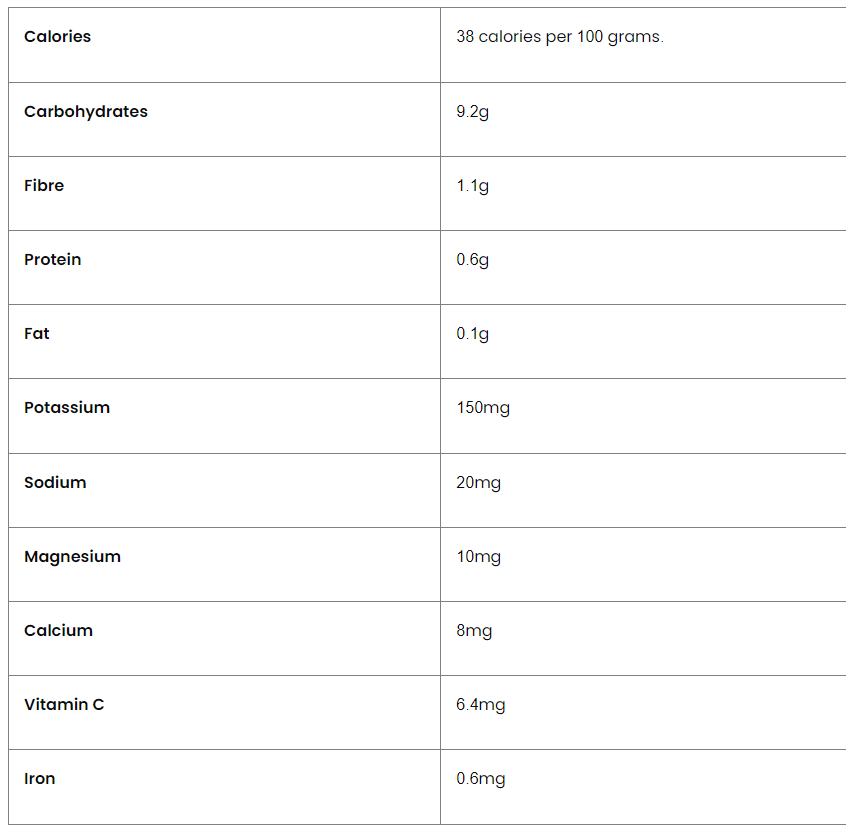 Calories 38 calories per 100 grams.
Carbohydrates 9.2g
Fibre 1.1g
Protein 0.6g
Fat 0.1g
Potassium 150mg
Sodium 20mg
Magnesium 10mg
Calcium 8mg
Vitamin C 6.4mg
Iron 0.6mg